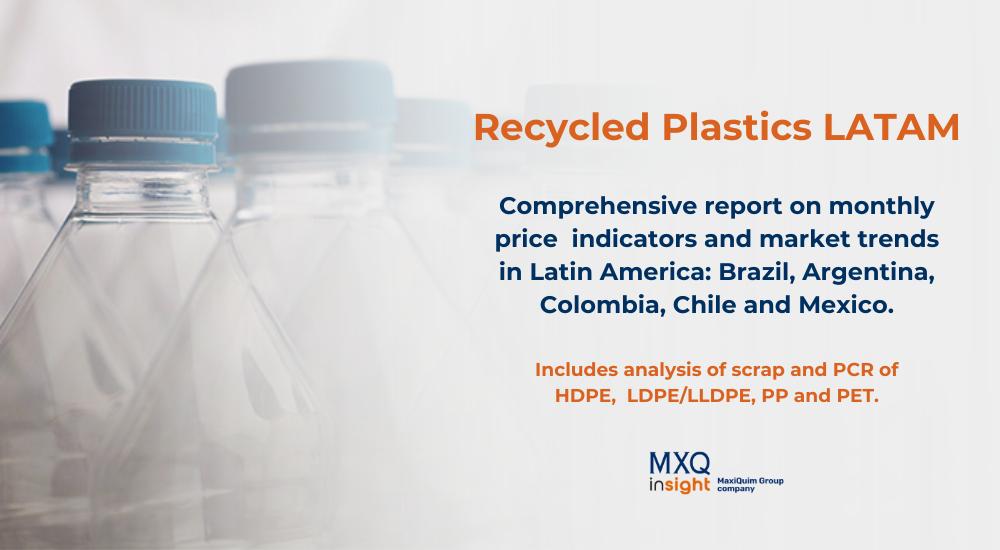 Recycled Plastics LATAM
Comprehensive report on monthly
price  indicators and market trends
in Latin America: Brazil, Argentina,
Colombia, Chile and Mexico.
Includes analysis of scrap and PCR of
HDPE,  LDPE/LLDPE, PP and PET.
MXQ
insight
MaxiQuim Group
company